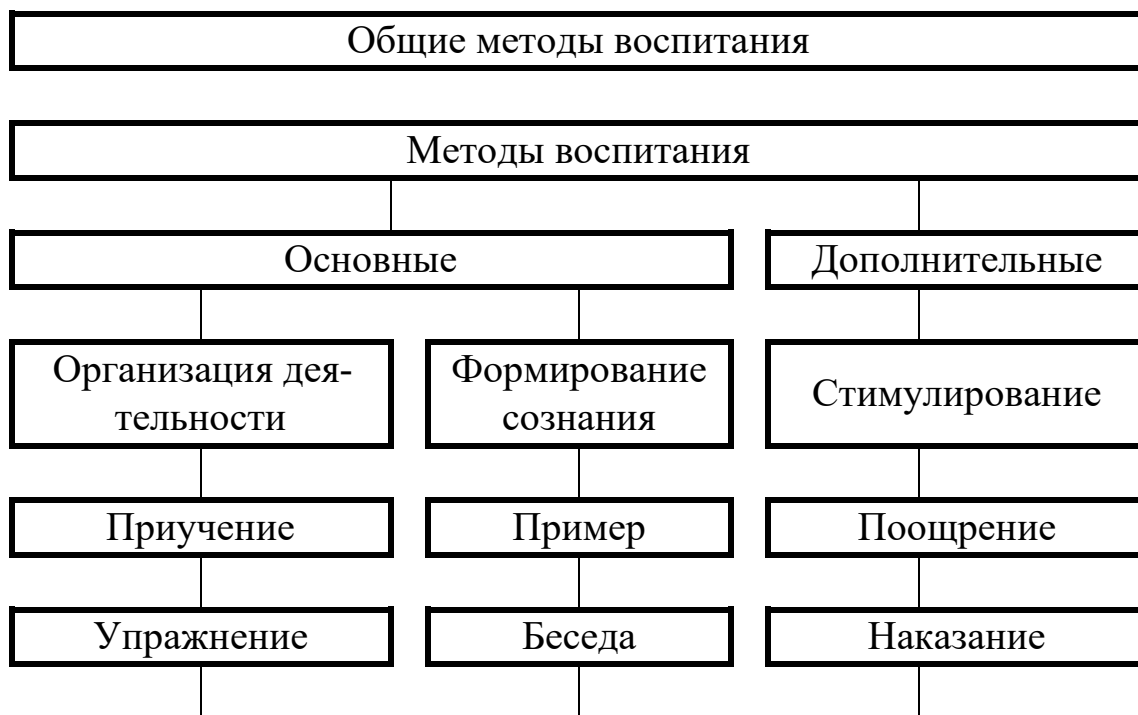 Общие методы воспитания
Методы воспитания
Основные
Дополнительные
Организация дея-
тельности
Формирование
сознания
Стимулирование
Приучение
Пример
Поощрение
Упражнение
Беседа
Наказание